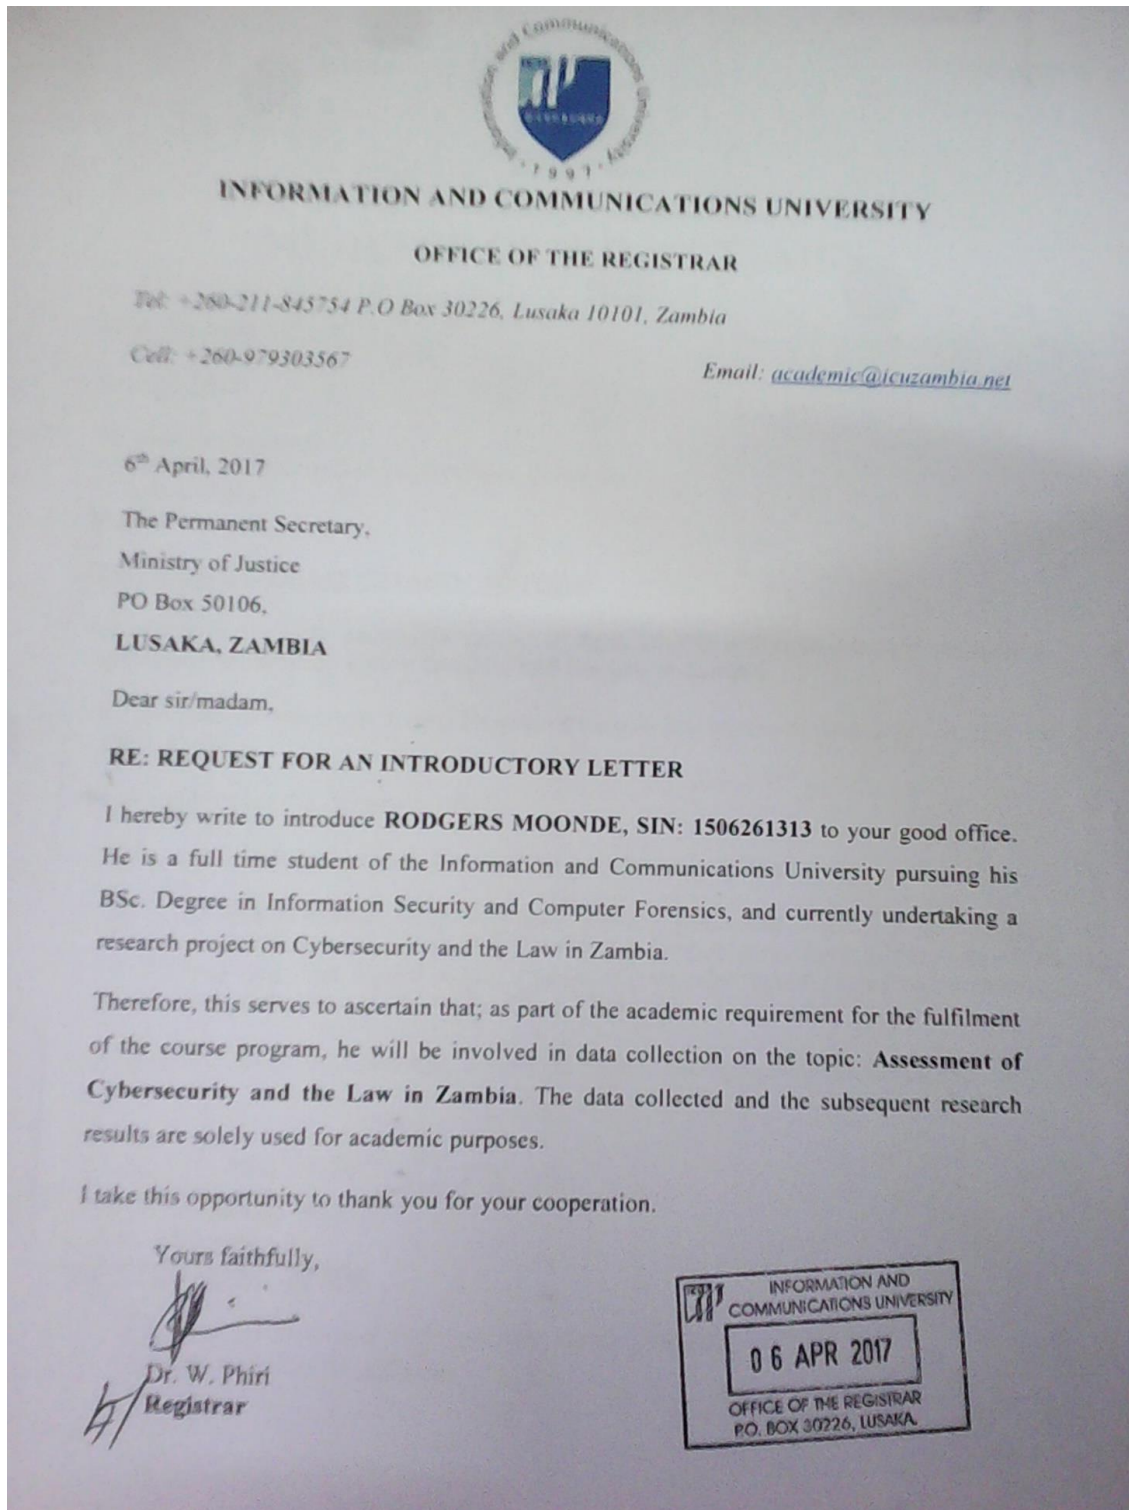 Information and Communications University
1997
INFORMATION AND COMMUNICATIONS UNIVERSITY
OFFICE OF THE REGISTRAR
Tel: +260-211-845754 P.O Box 30226, Lusaka 10101, Zambia
Cell: +260-979303567
Email: academic@icuzambia.net
6th April, 2017
The Permanent Secretary,
Ministry of Justice
PO Box 50106,
LUSAKA, ZAMBIA
Dear sir/madam,
RE: REQUEST FOR AN INTRODUCTORY LETTER
I hereby write to introduce RODGERS MOONDE, SIN: 1506261313 to your good office.
He is a full time student of the Information and Communications University pursuing his
BSc. Degree in Information Security and Computer Forensics, and currently undertaking a
research project on Cybersecurity and the Law in Zambia.
Therefore, this serves to ascertain that; as part of the academic requirement for the fulfilment
of the course program, he will be involved in data collection on the topic: Assessment of
Cybersecurity and the Law in Zambia. The data collected and the subsequent research
results are solely used for academic purposes.
I take this opportunity to thank you for your cooperation.
Yours faithfully,
Dr. W. Phiri
Registrar
INFORMATION AND
COMMUNICATIONS UNIVERSITY
06 APR 2017
OFFICE OF THE REGISTRAR
P.O. BOX 30226, LUSAKA.